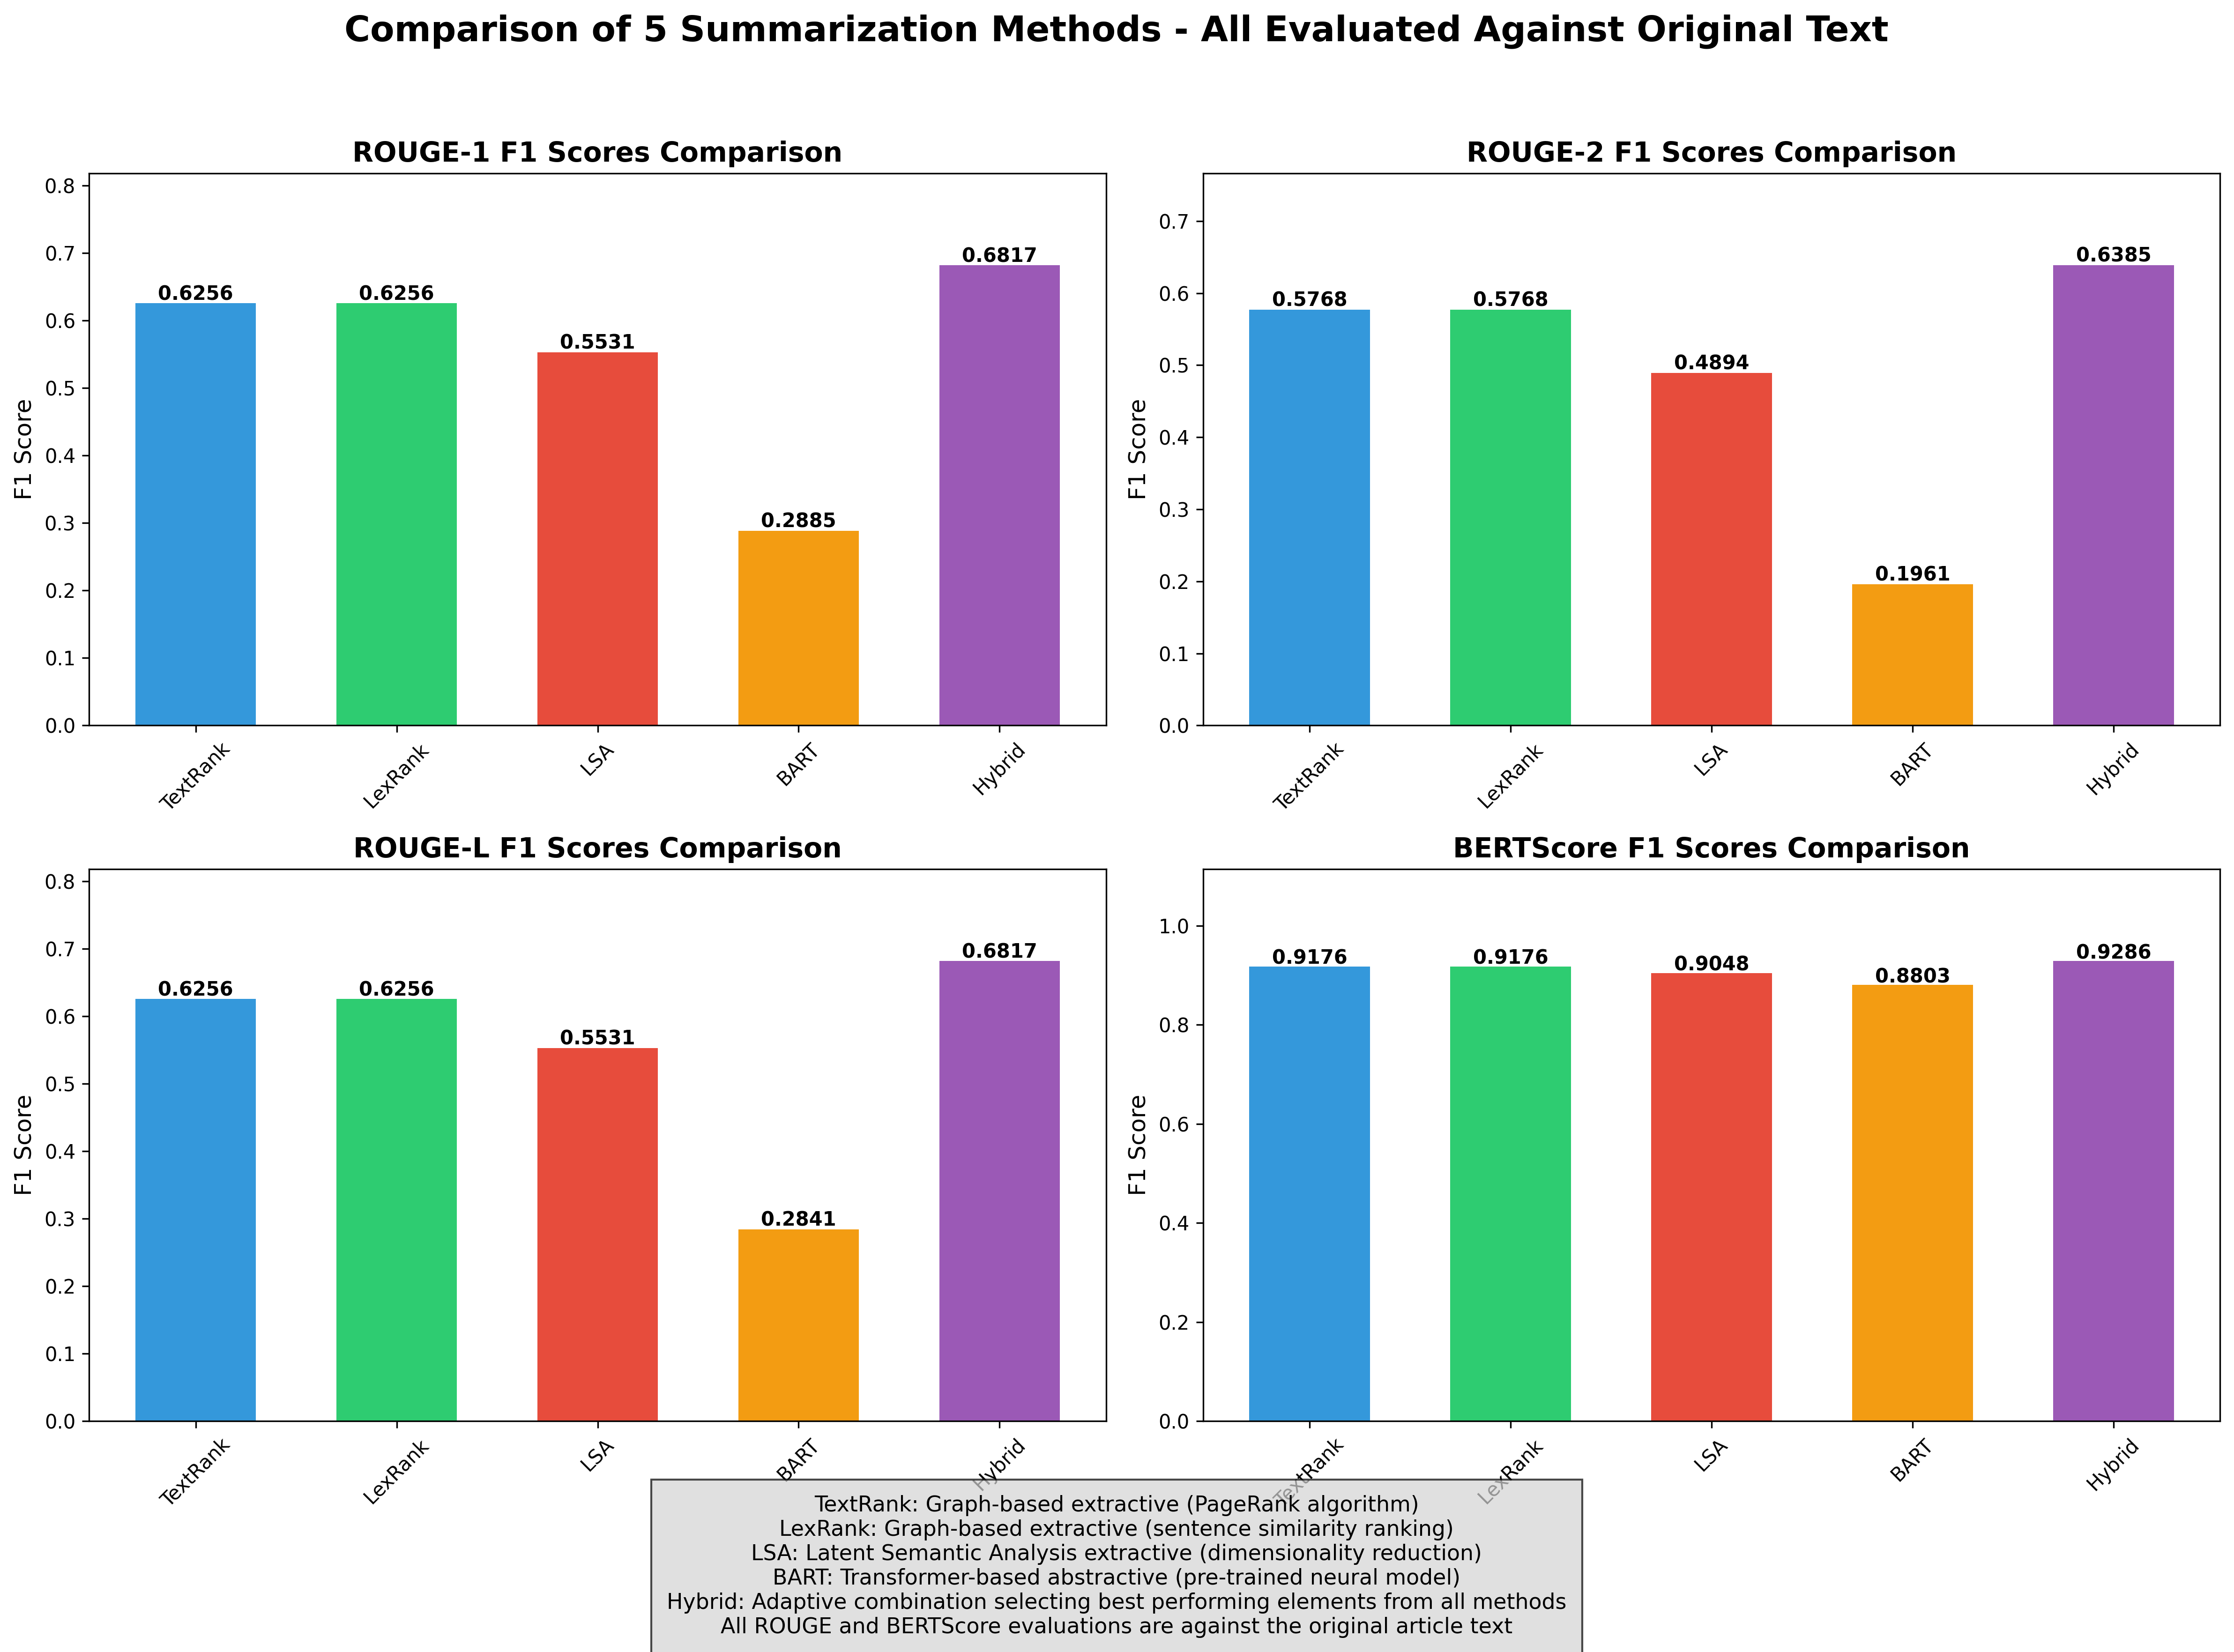 Comparison of 5 Summarization Methods - All Evaluated Against Original Text
ROUGE-1 F1 Scores Comparison
F1 Score
0.8
0.7
0.6
0.5
0.4
0.3
0.2
0.1
0.0
0.6256
0.6256
0.5531
0.2885
0.6817
TextRank
LexRank
LSA
BART
Hybrid
ROUGE-2 F1 Scores Comparison
F1 Score
0.7
0.6
0.5
0.4
0.3
0.2
0.1
0.0
0.5768
0.5768
0.4894
0.1961
0.6385
TextRank
LexRank
LSA
BART
Hybrid
ROUGE-L F1 Scores Comparison
F1 Score
0.8
0.7
0.6
0.5
0.4
0.3
0.2
0.1
0.0
0.6256
0.6256
0.5531
0.2841
0.6817
TextRank
LexRank
LSA
BART
Hybrid
BERTScore F1 Scores Comparison
F1 Score
1.0
0.8
0.6
0.4
0.2
0.0
0.9176
0.9176
0.9048
0.8803
0.9286
TextRank
LexRank
LSA
BART
Hybrid
TextRank: Graph-based extractive (PageRank algorithm)
LexRank: Graph-based extractive (sentence similarity ranking)
LSA: Latent Semantic Analysis extractive (dimensionality reduction)
BART: Transformer-based abstractive (pre-trained neural model)
Hybrid: Adaptive combination selecting best performing elements from all methods
All ROUGE and BERTScore evaluations are against the original article text